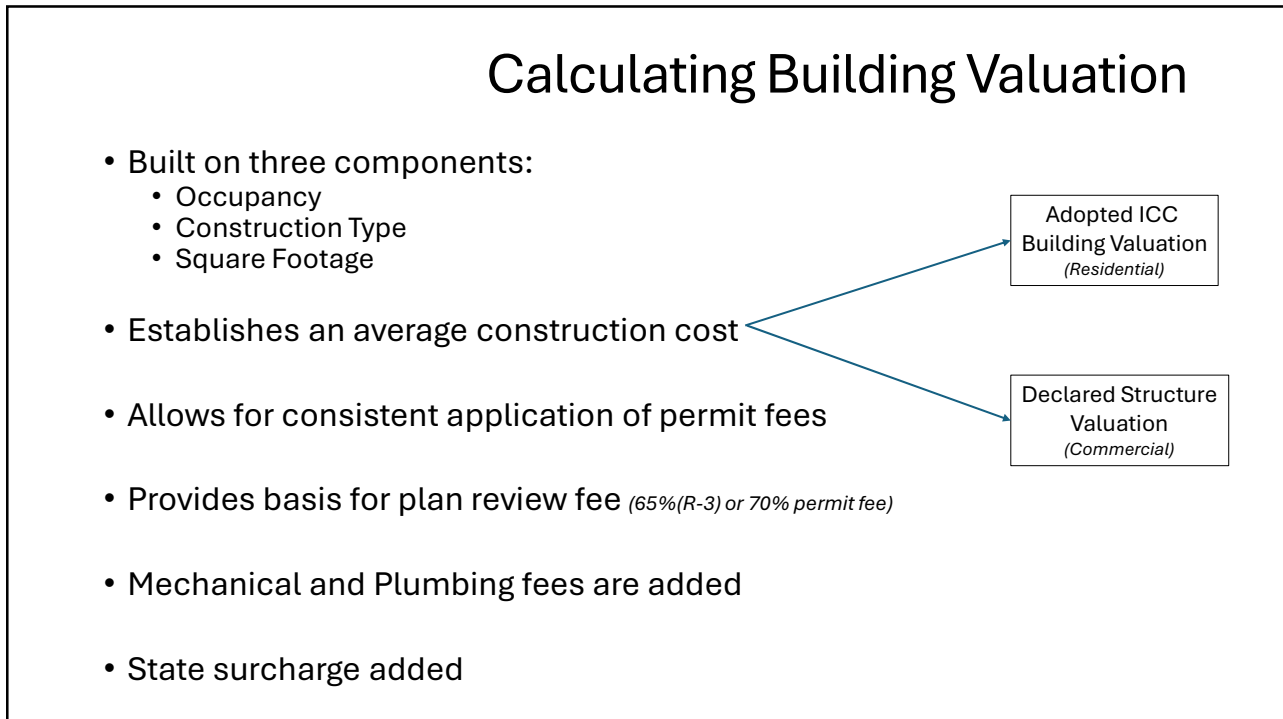 Calculating Building Valuation
• Built on three components:
• Occupancy
• Construction Type
• Square Footage
• Establishes an average construction cost
Adopted ICC
Building Valuation
(Residential)
Declared Structure
Valuation
(Commercial)
• Allows for consistent application of permit fees
• Provides basis for plan review fee (65%(R-3) or 70% permit fee)
• Mechanical and Plumbing fees are added
• State surcharge added